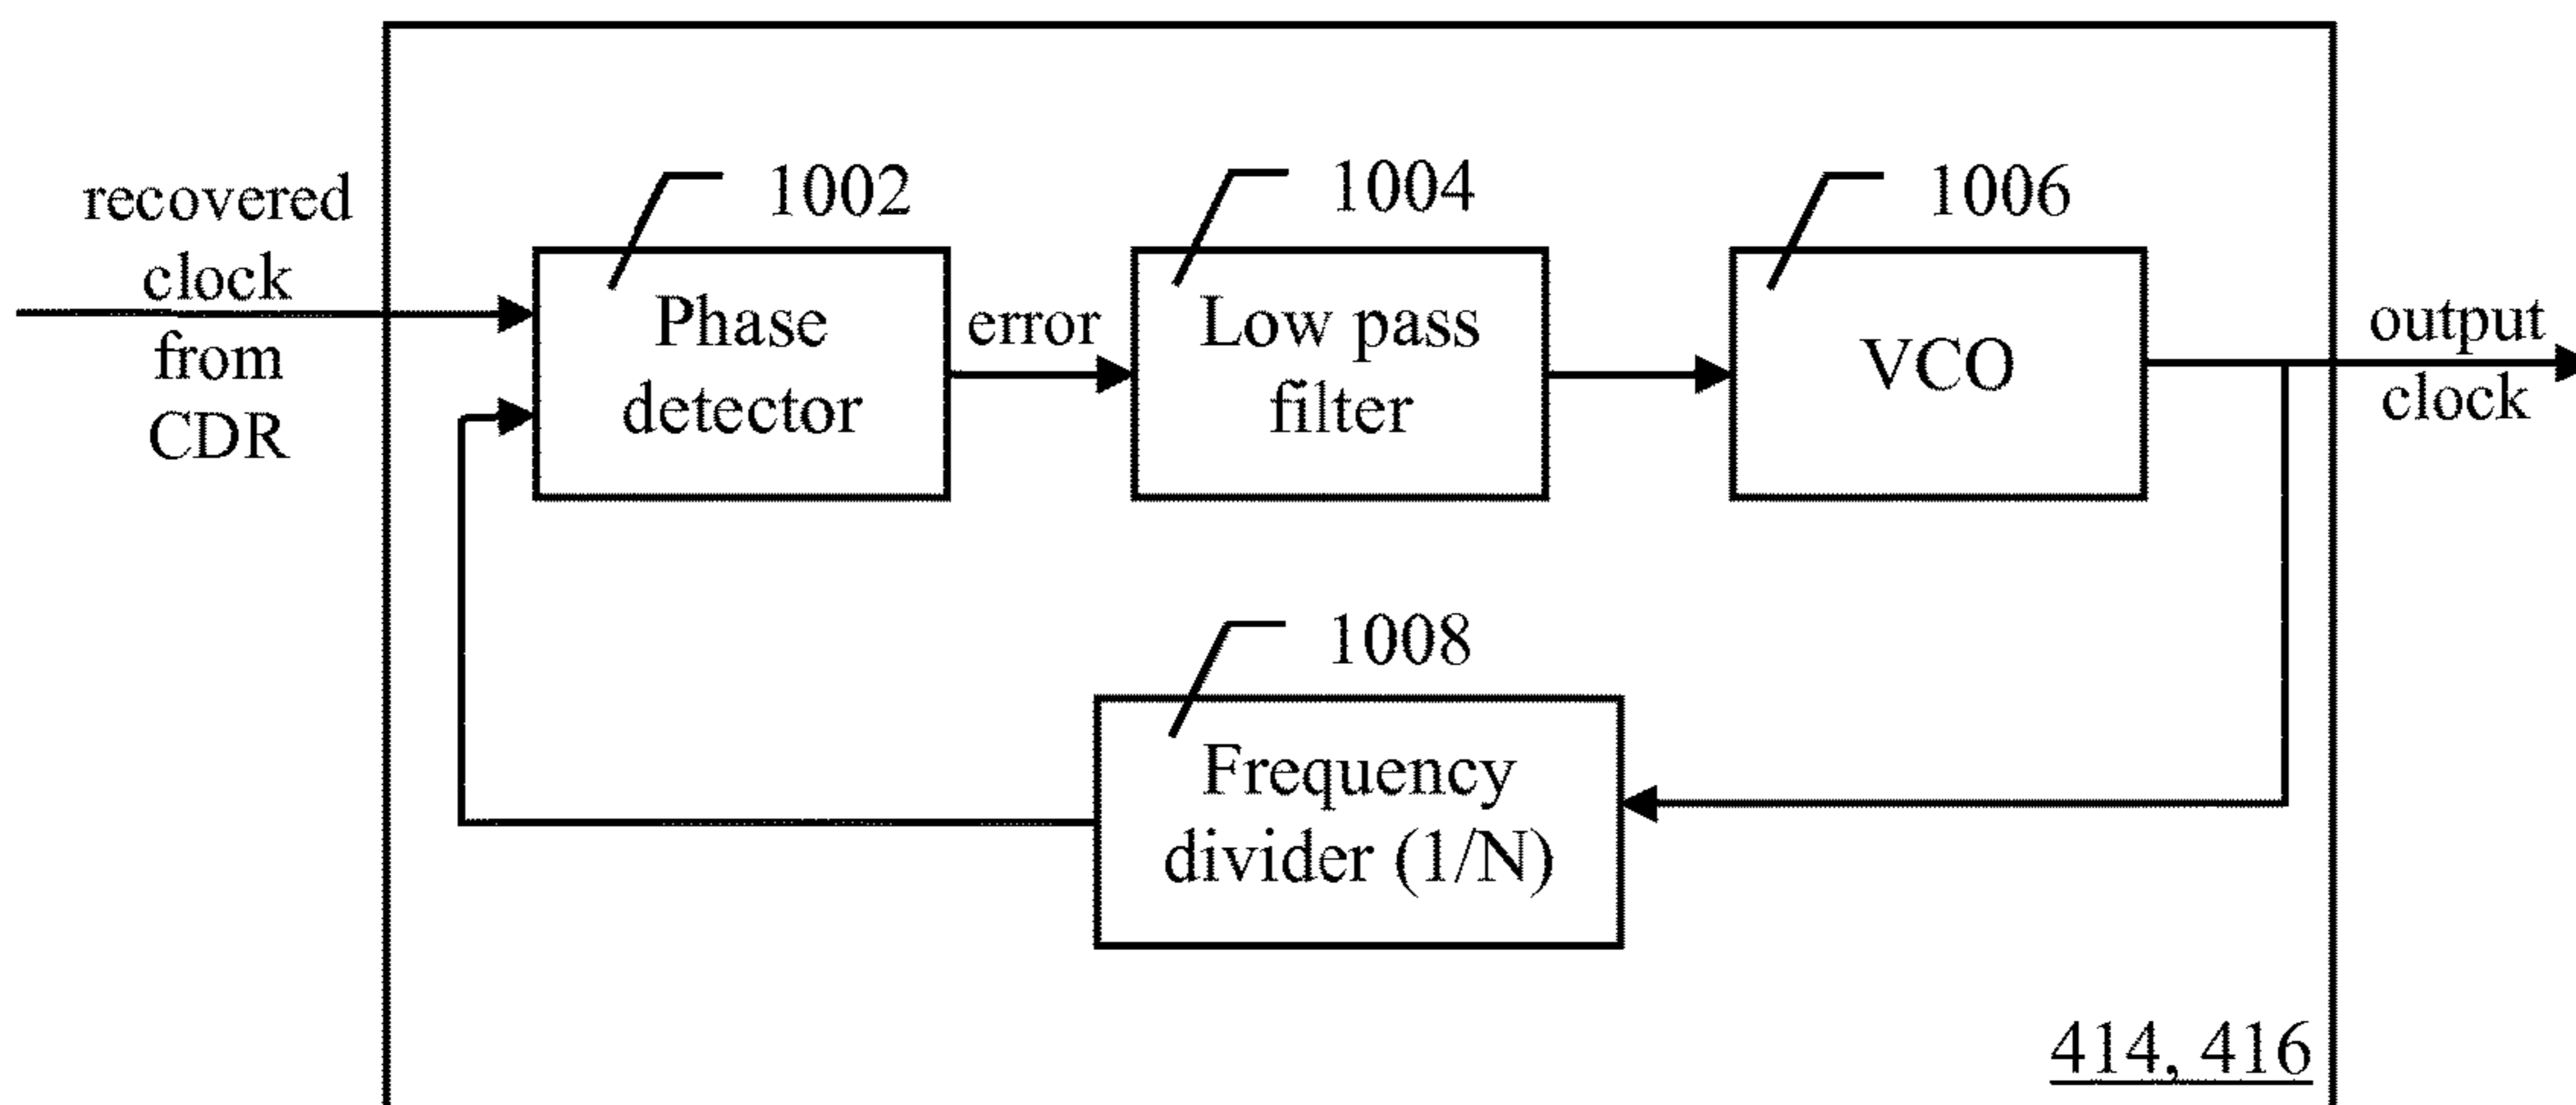 recovered
clock
from
CDR
1002
Phase
detector
error
1004
Low pass
filter
1006
VCO
output
clock
1008
Frequency
divider (1/N)
414, 416